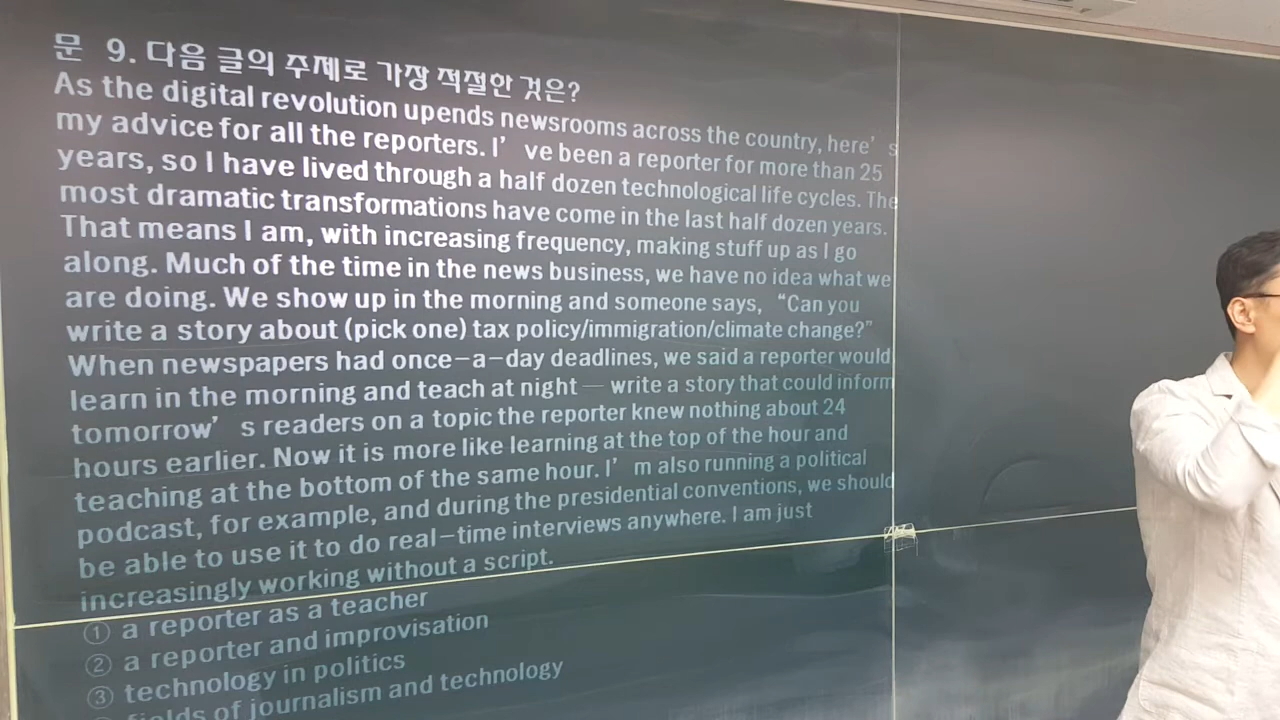 문 9. 다음 글의 주제로 가장 적절한 것은?
As the digital revolution upends newsrooms across the country, here’s
my advice for all the reporters. I’ve been a reporter for more than 25
years, so I have lived through a half dozen technological life cycles. The
most dramatic transformations have come in the last half dozen years.
That means I am, with increasing frequency, making stuff up as I go
along. Much of the time in the news business, we have no idea what we
are doing. We show up in the morning and someone says, “Can you
write a story about (pick one) tax policy/immigration/climate change?”
When newspapers had once-a-day deadlines, we said a reporter would
learn in the morning and teach at night — write a story that could inform
tomorrow’s readers on a topic the reporter knew nothing about 24
hours earlier. Now it is more like learning at the top of the hour and
teaching at the bottom of the same hour. I’m also running a political
podcast, for example, and during the presidential conventions, we should
be able to use it to do real-time interviews anywhere. I am just
increasingly working without a script.
① a reporter as a teacher
② a reporter and improvisation
③ technology in politics
fields of journalism and technology